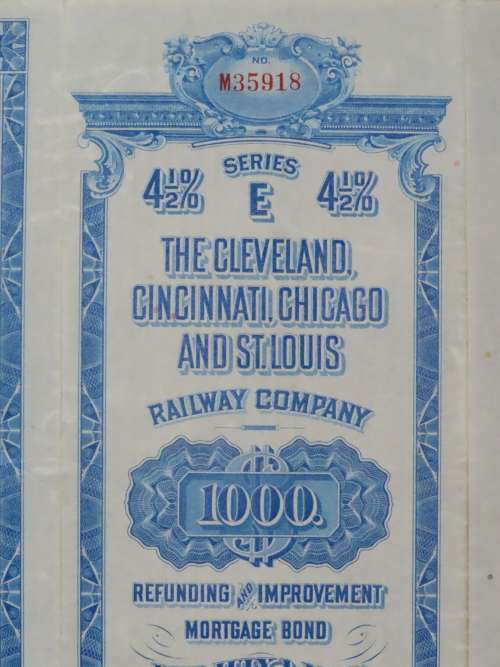 NO.
M35918
SERIES
4½% E 4½%
THE CLEVELAND,
CINCINNATI, CHICAGO
AND ST. LOUIS
RAILWAY COMPANY
1000.
REFUNDING AND IMPROVEMENT
MORTGAGE BOND